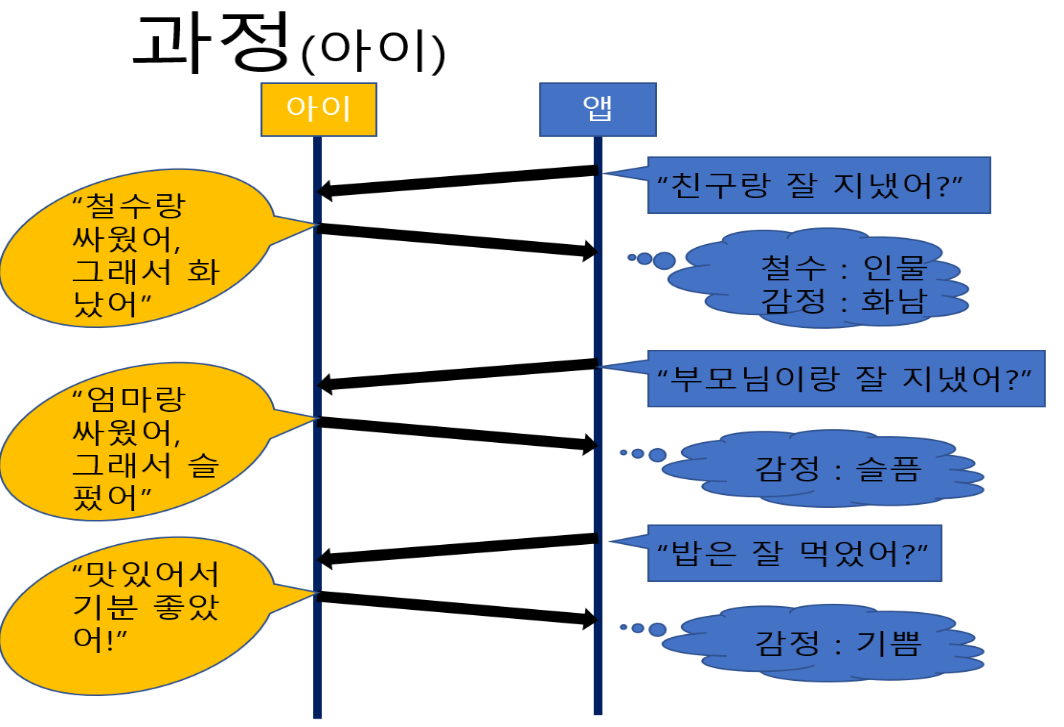 과정(아이)
아이
앱
“친구랑 잘 지냈어?”
“철수랑
싸웠어,
그래서 화
났어”
철수 : 인물
감정 : 화남
“부모님이랑 잘 지냈어?”
“엄마랑
싸웠어,
그래서 슬
펐어”
감정 : 슬픔
“밥은 잘 먹었어?”
“맛있어서
기분 좋았
어!”
감정 : 기쁨